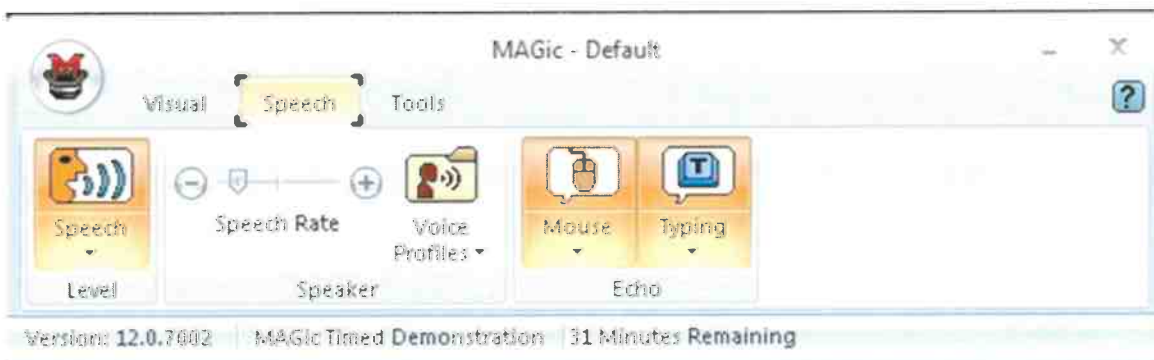 MAGic - Default
Visual Speech Tools
Speech
Speech Rate
Voice
Profiles
Mouse
Typing
Level
Speaker
Echo
Version: 12.0.7002 MAGic Timed Demonstration 31 Minutes Remaining